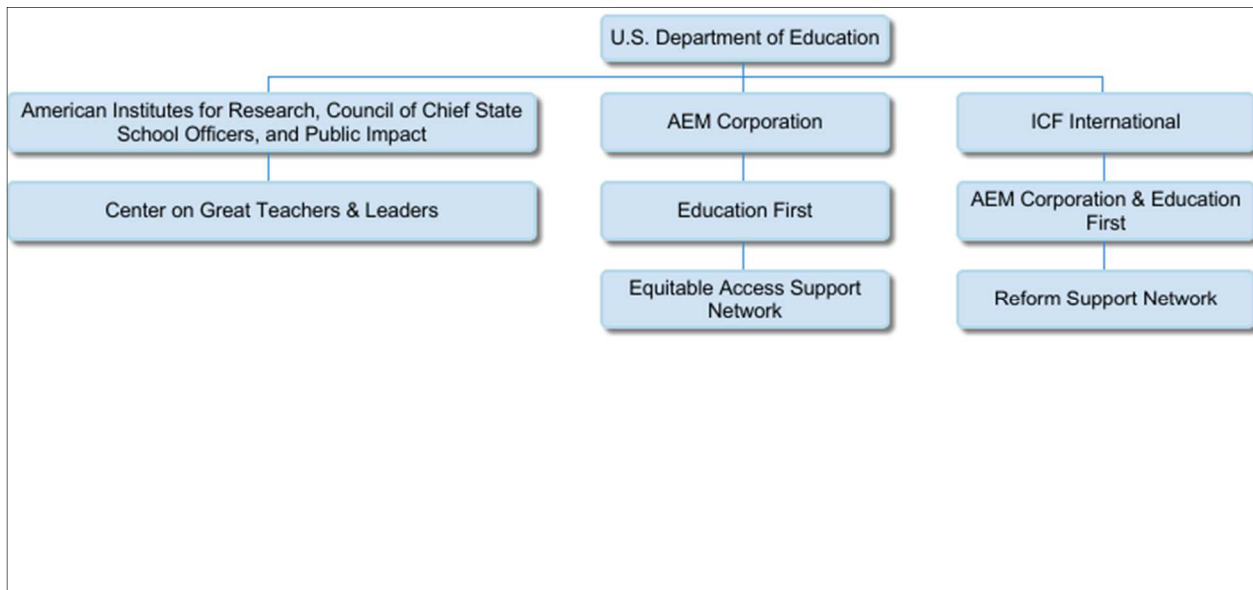 U.S. Department of Education
American Institutes for Research, Council of Chief State
School Officers, and Public Impact
AEM Corporation
ICF International
Center on Great Teachers & Leaders
Education First
AEM Corporation & Education
First
Equitable Access Support
Network
Reform Support Network